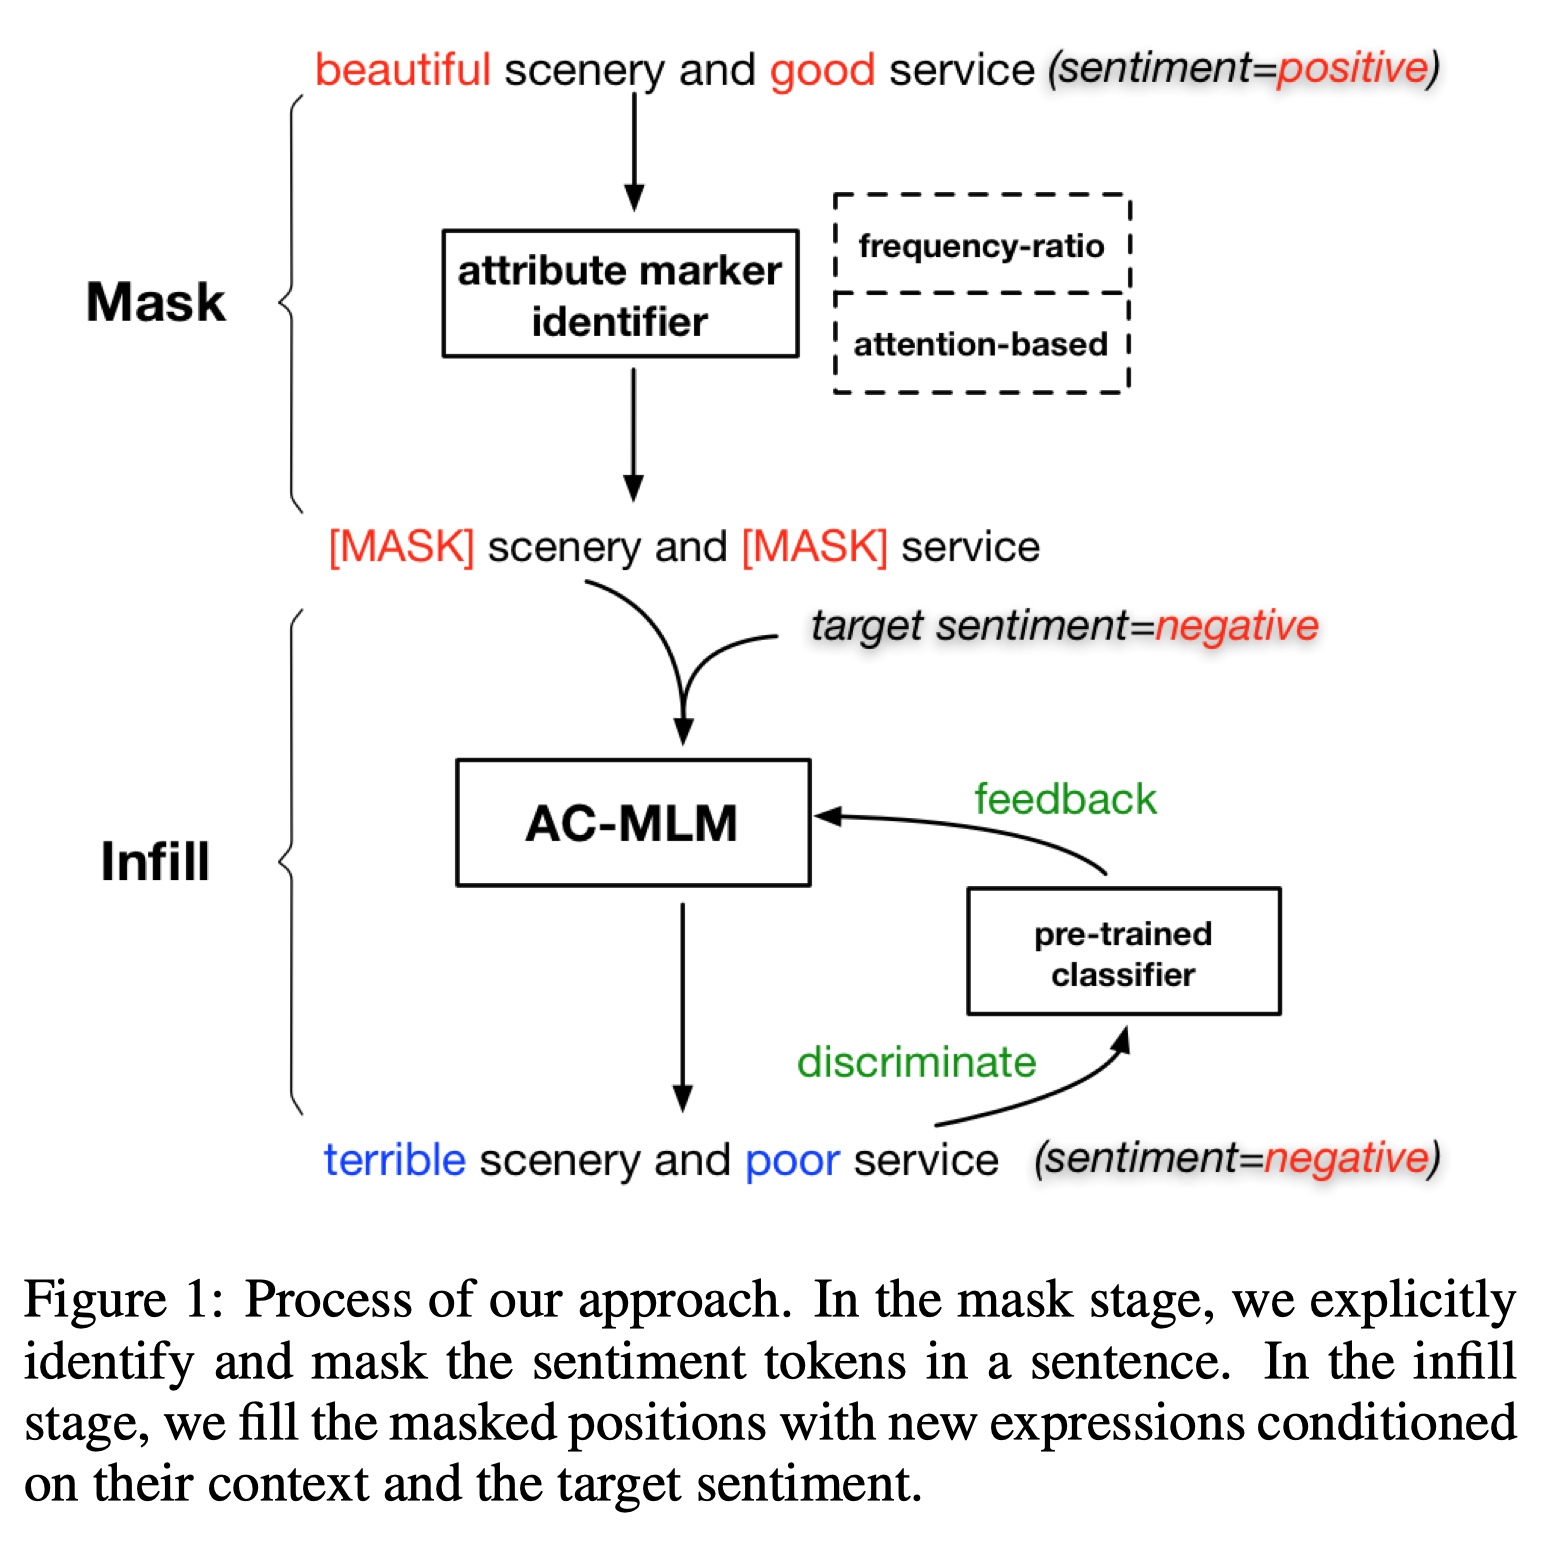 beautiful scenery and good service (sentiment=positive)
Mask
attribute marker
identifier
frequency-ratio
attention-based
[MASK] scenery and [MASK] service
target sentiment=negative
Infill
AC-MLM
feedback
pre-trained
classifier
discriminate
terrible scenery and poor service (sentiment=negative)
Figure 1: Process of our approach. In the mask stage, we explicitly
identify and mask the sentiment tokens in a sentence. In the infill
stage, we fill the masked positions with new expressions conditioned
on their context and the target sentiment.